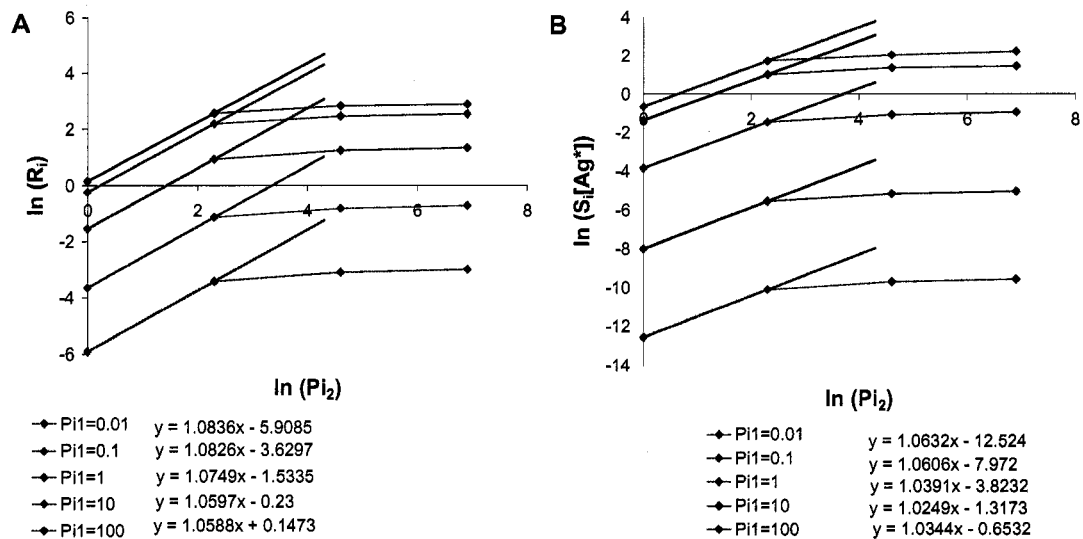 A
6
4
2
0
-2
-4
-6
0
2
4
6
8
ln (Rᵢ)
ln (Pi₂)
Pi1=0.01 y = 1.0836x - 5.9085
Pi1=0.1 y = 1.0826x - 3.6297
Pi1=1 y = 1.0749x - 1.5335
Pi1=10 y = 1.0597x - 0.23
Pi1=100 y = 1.0588x + 0.1473
B
4
2
0
-2
-4
-6
-8
-10
-12
-14
0
2
4
6
8
ln (Sᵢ[Ag*])
ln (Pi₂)
Pi1=0.01 y = 1.0632x - 12.524
Pi1=0.1 y = 1.0606x - 7.972
Pi1=1 y = 1.0391x - 3.8232
Pi1=10 y = 1.0249x - 1.3173
Pi1=100 y = 1.0344x - 0.6532